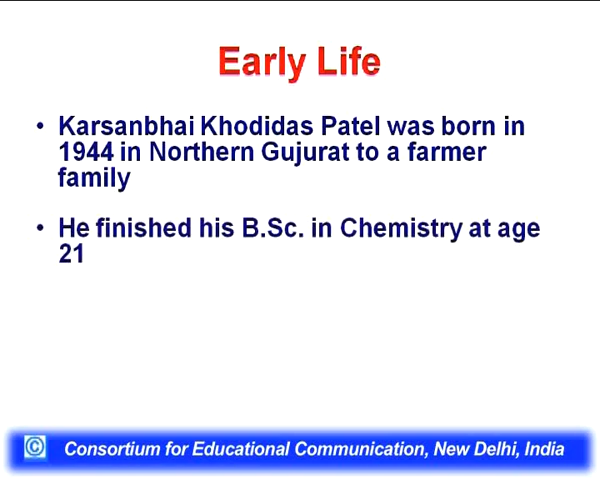 Early Life
• Karsanbhai Khodidas Patel was born in
1944 in Northern Gujurat to a farmer
family
• He finished his B.Sc. in Chemistry at age
21
© Consortium for Educational Communication, New Delhi, India